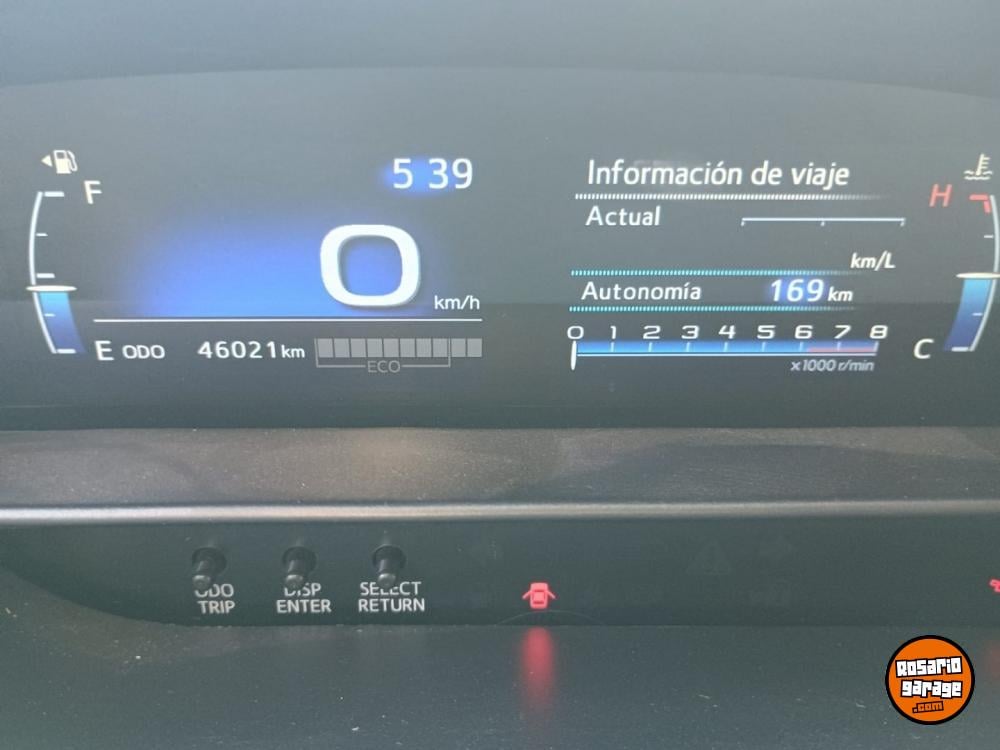 5 39
Información de viaje
F
H
Actual
0
km/h
km/L
Autonomía 169 km
0 1 2 3 4 5 6 7 8
E ODO 46021 km
C
ECO
x1000 r/min
ODO
TRIP
DISP
ENTER
SELECT
RETURN
Rosario
garage
.com